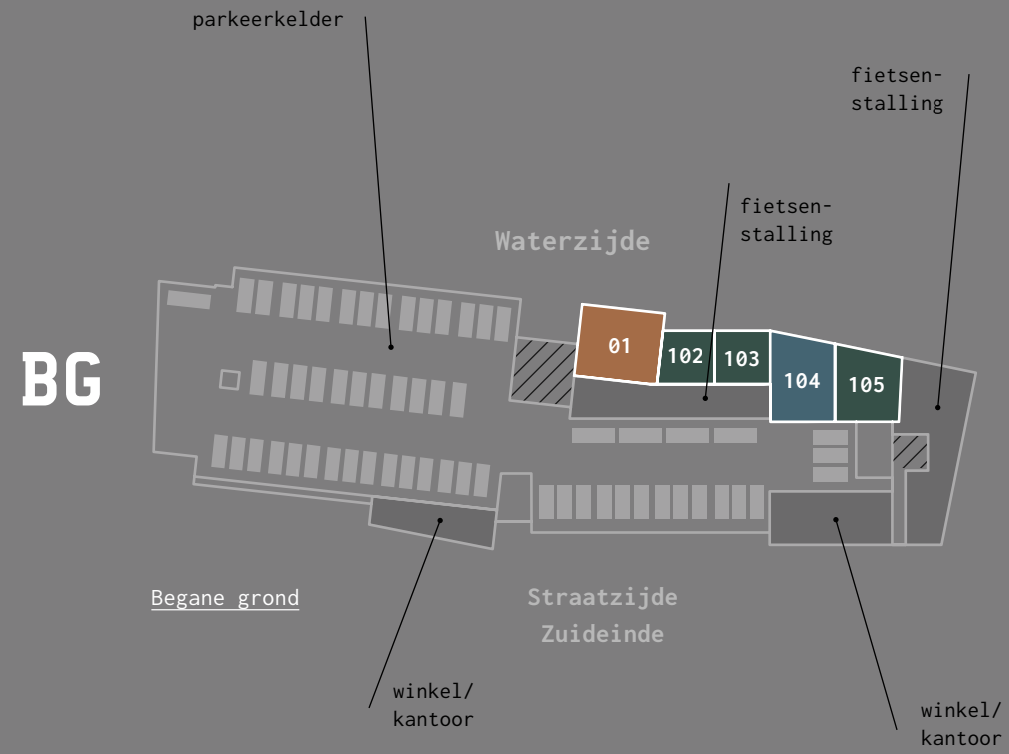 parkeerkelder
fietsen-
stalling
fietsen-
stalling
Waterzijde
01
102
103
104
105
BG
Begane grond
Straatzijde
Zuideinde
winkel/
kantoor
winkel/
kantoor